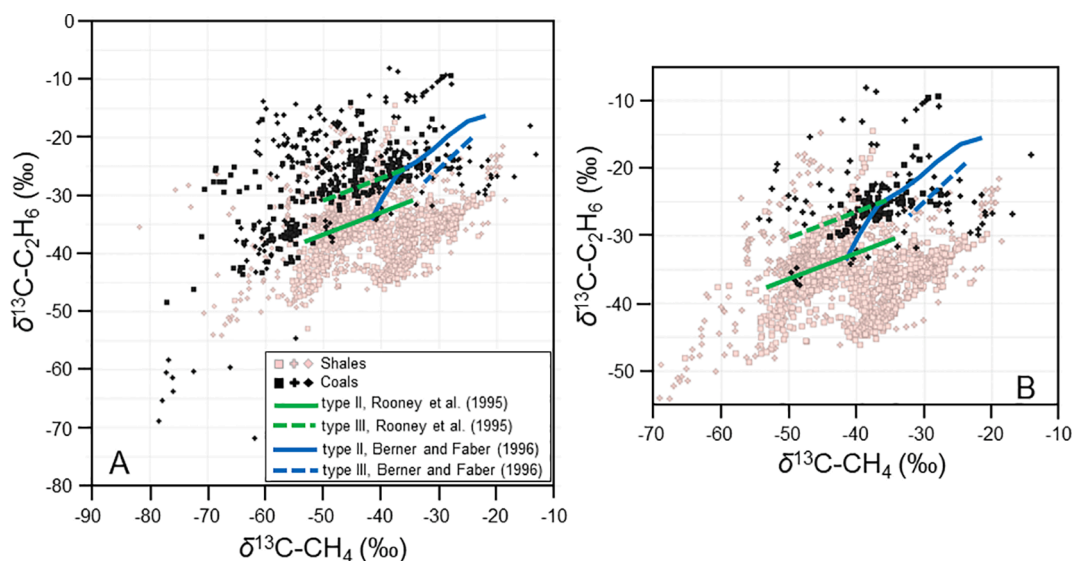 0
-10
-20
-30
-40
-50
-60
-70
-80
-90 -80 -70 -60 -50 -40 -30 -20 -10
δ¹³C-C₂H₆ (‰)
δ¹³C-CH₄ (‰)
A
Shales
Coals
type II, Rooney et al. (1995)
type III, Rooney et al. (1995)
type II, Berner and Faber (1996)
type III, Berner and Faber (1996)
-10
-20
-30
-40
-50
-70 -60 -50 -40 -30 -20 -10
δ¹³C-C₂H₆ (‰)
δ¹³C-CH₄ (‰)
B